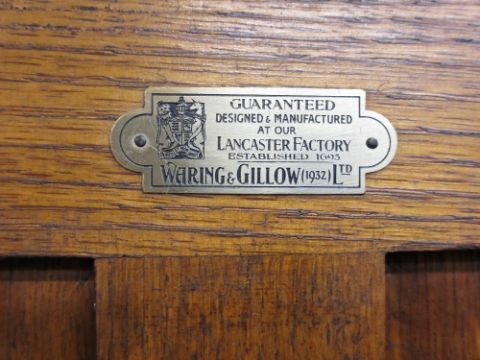 GUARANTEED
DESIGNED & MANUFACTURED
AT OUR
LANCASTER FACTORY
ESTABLISHED 1695
WARING & GILLOW (1932) LTD